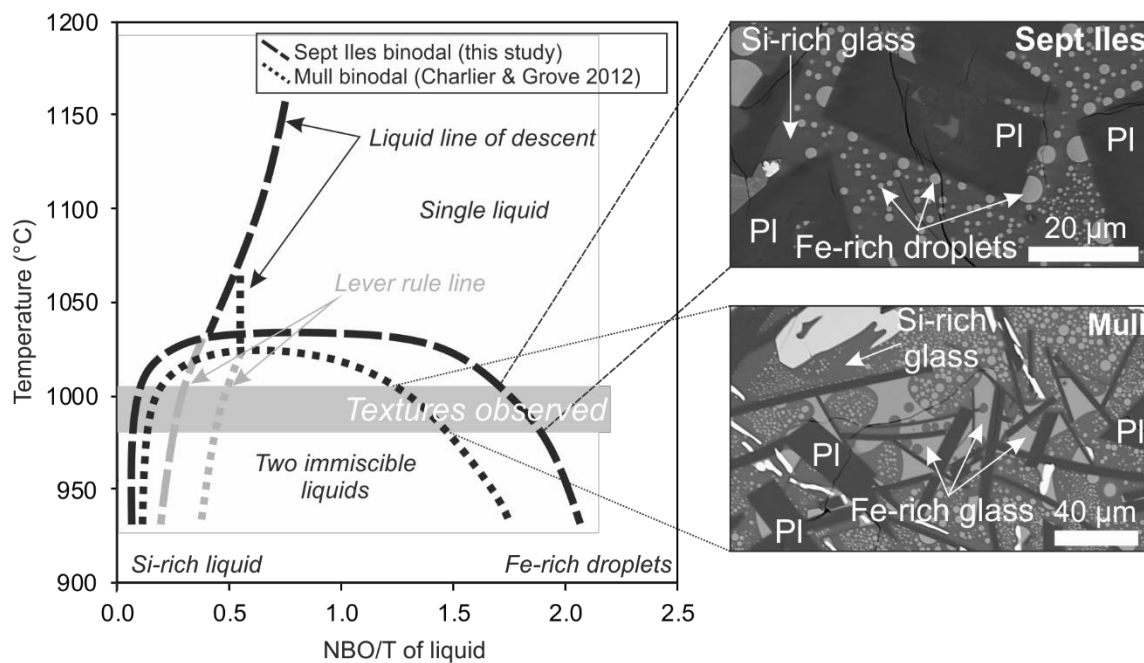 1200
1150
1100
1050
1000
950
900
Temperature (°C)
Sept Iles binodal (this study)
Mull binodal (Charlier & Grove 2012)
Liquid line of descent
Single liquid
Lever rule line
Textures observed
Two immiscible
liquids
Si-rich liquid
Fe-rich droplets
0.0
0.5
1.0
1.5
2.0
2.5
NBO/T of liquid
Si-rich glass
Sept Iles
Pl
Pl
Pl
Fe-rich droplets
20 µm
Si-rich
glass
Mull
Pl
Pl
Pl
Fe-rich glass
40 µm